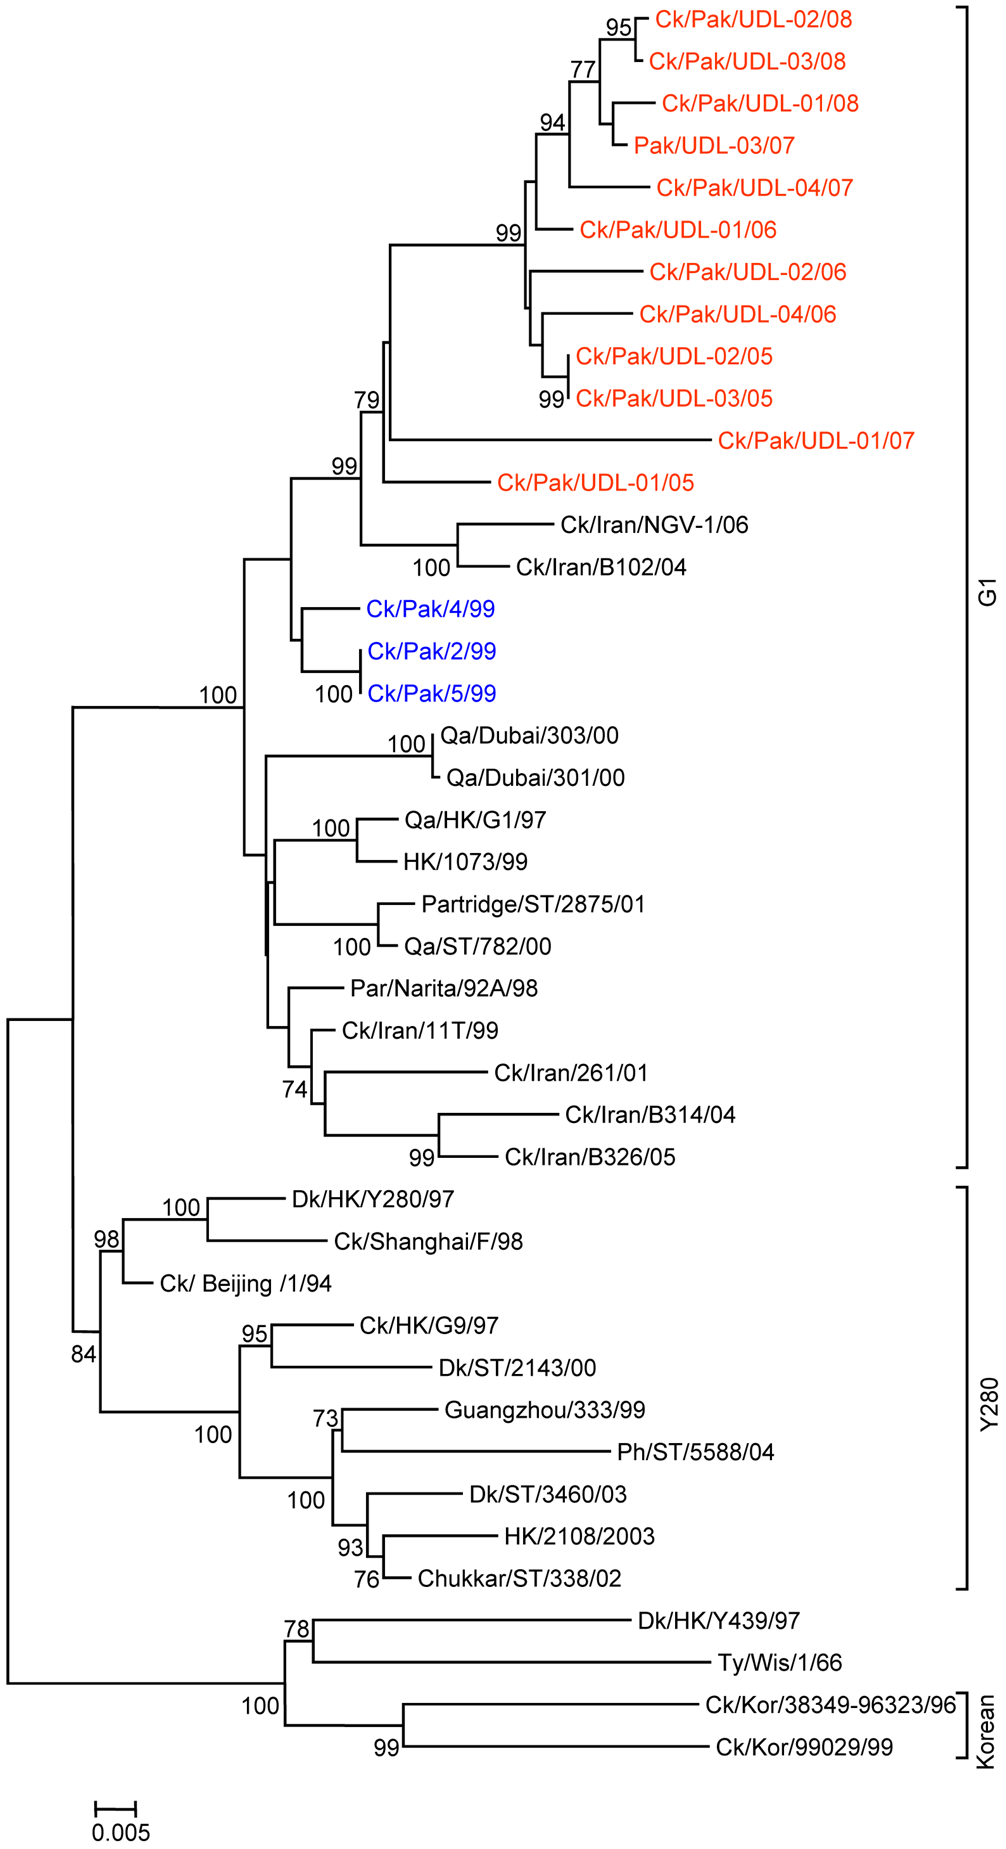 Ck/Pak/UDL-02/08
95
Ck/Pak/UDL-03/08
77
Ck/Pak/UDL-01/08
94
Pak/UDL-03/07
Ck/Pak/UDL-04/07
99
Ck/Pak/UDL-01/06
Ck/Pak/UDL-02/06
Ck/Pak/UDL-04/06
Ck/Pak/UDL-02/05
99
Ck/Pak/UDL-03/05
79
Ck/Pak/UDL-01/07
99
Ck/Pak/UDL-01/05
Ck/Iran/NGV-1/06
100
Ck/Iran/B102/04
G1
Ck/Pak/4/99
Ck/Pak/2/99
100
Ck/Pak/5/99
100
Qa/Dubai/303/00
100
Qa/Dubai/301/00
Qa/HK/G1/97
100
HK/1073/99
Partridge/ST/2875/01
100
Qa/ST/782/00
Par/Narita/92A/98
Ck/Iran/11T/99
Ck/Iran/261/01
74
Ck/Iran/B314/04
99
Ck/Iran/B326/05
Dk/HK/Y280/97
100
Ck/Shanghai/F/98
98
Ck/ Beijing /1/94
Ck/HK/G9/97
95
84
Dk/ST/2143/00
Y280
Guangzhou/333/99
73
100
Ph/ST/5588/04
Dk/ST/3460/03
100
HK/2108/2003
93
Chukkar/ST/338/02
76
Dk/HK/Y439/97
78
Ty/Wis/1/66
100
Ck/Kor/38349-96323/96
Korean
99
Ck/Kor/99029/99
0.005